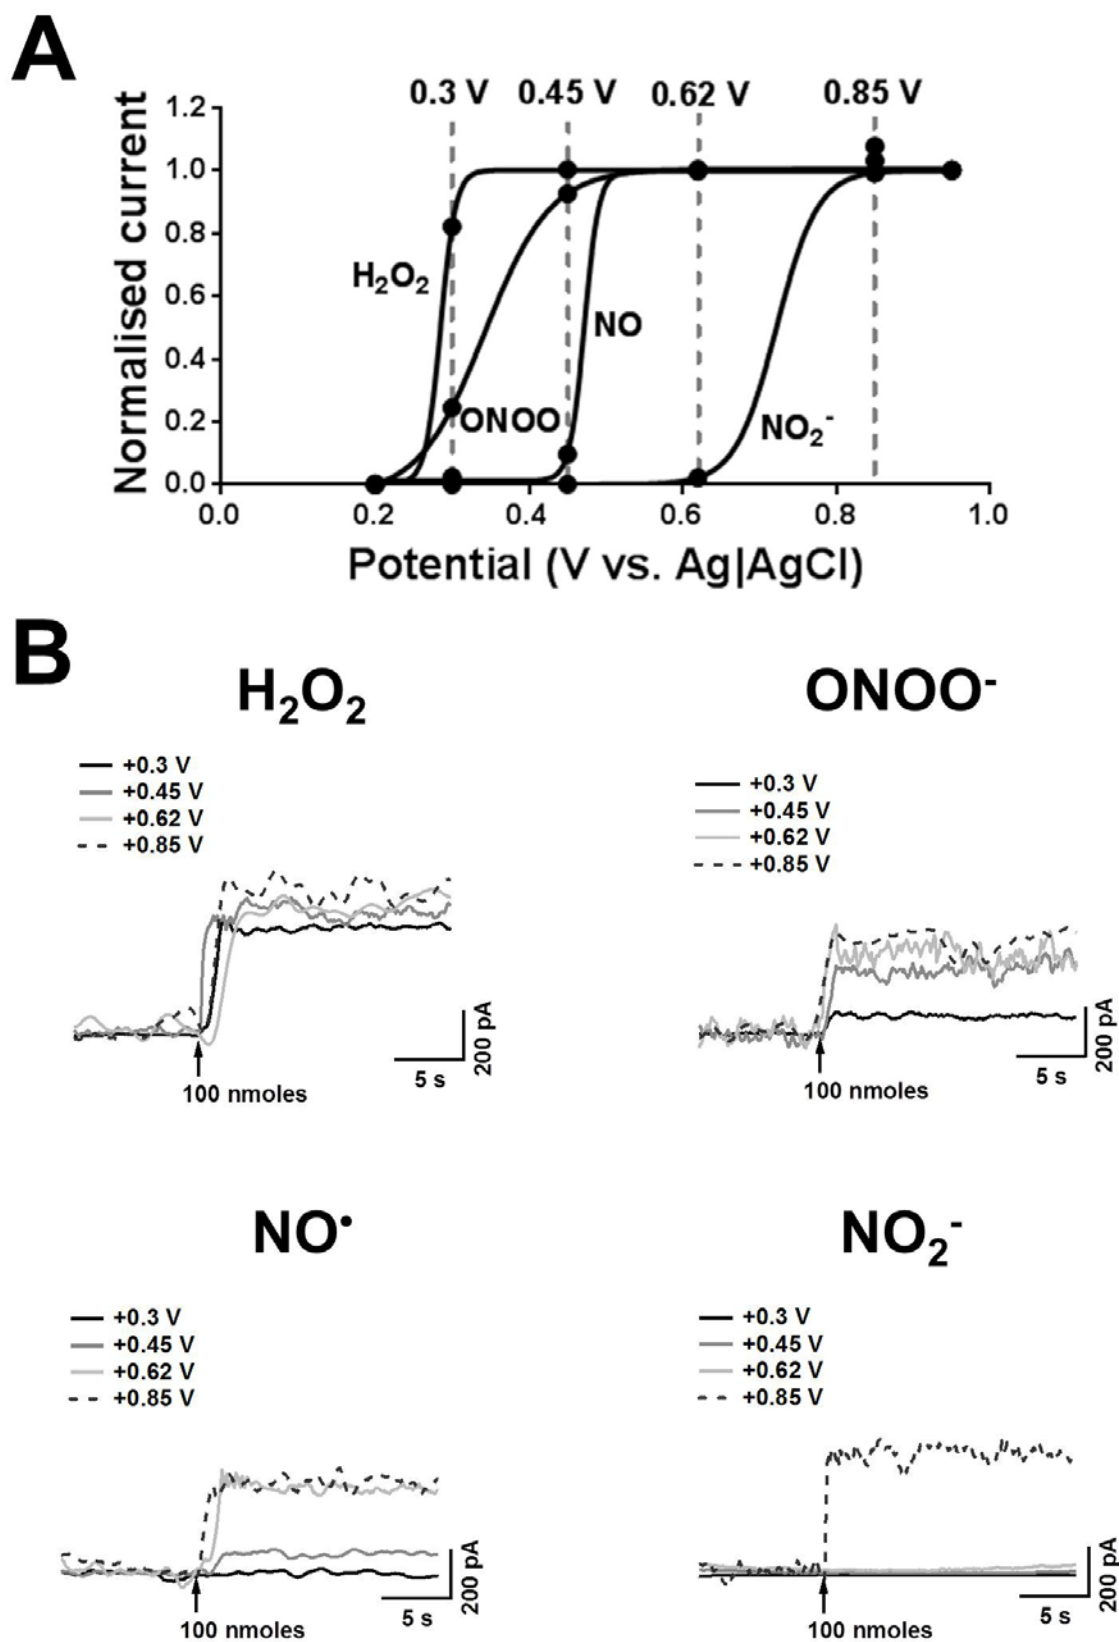 A
0.3 V 0.45 V 0.62 V 0.85 V
1.2
1.0
0.8
0.6
0.4
0.2
0.0
Normalised current
H₂O₂
ONOO
NO
NO₂⁻
0.0 0.2 0.4 0.6 0.8 1.0
Potential (V vs. Ag|AgCl)
B
H₂O₂
+0.3 V
+0.45 V
+0.62 V
+0.85 V
200 pA
5 s
100 nmoles
ONOO⁻
+0.3 V
+0.45 V
+0.62 V
+0.85 V
200 pA
5 s
100 nmoles
NO•
+0.3 V
+0.45 V
+0.62 V
+0.85 V
200 pA
5 s
100 nmoles
NO₂⁻
+0.3 V
+0.45 V
+0.62 V
+0.85 V
200 pA
5 s
100 nmoles